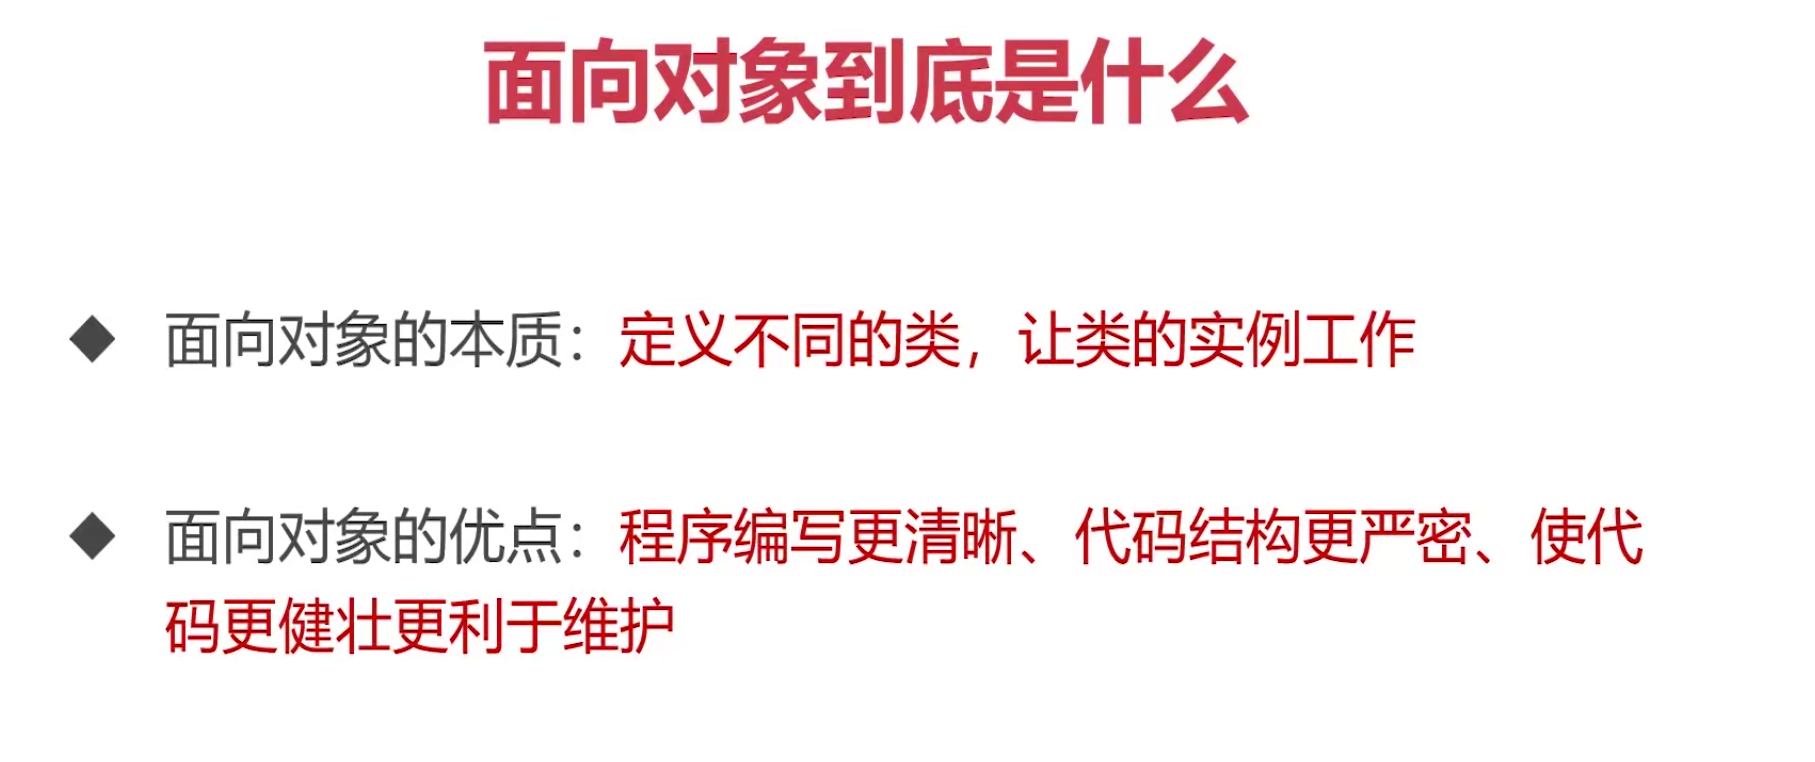 面向对象到底是什么
◆ 面向对象的本质：定义不同的类，让类的实例工作
◆ 面向对象的优点：程序编写更清晰、代码结构更严密、使代
码更健壮更利于维护